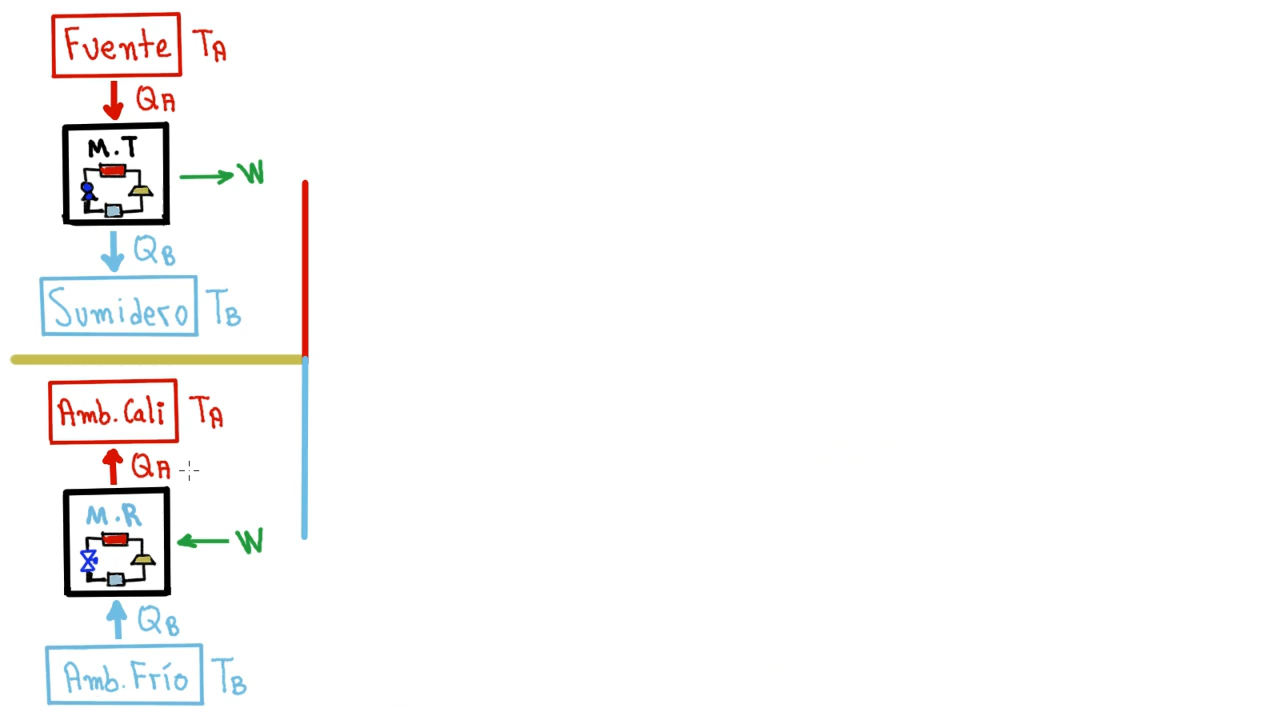 Fuente TA
QA
M.T
W
QB
Sumidero TB
Amb.Cali TA
QA
M.R
W
QB
Amb.Frío TB